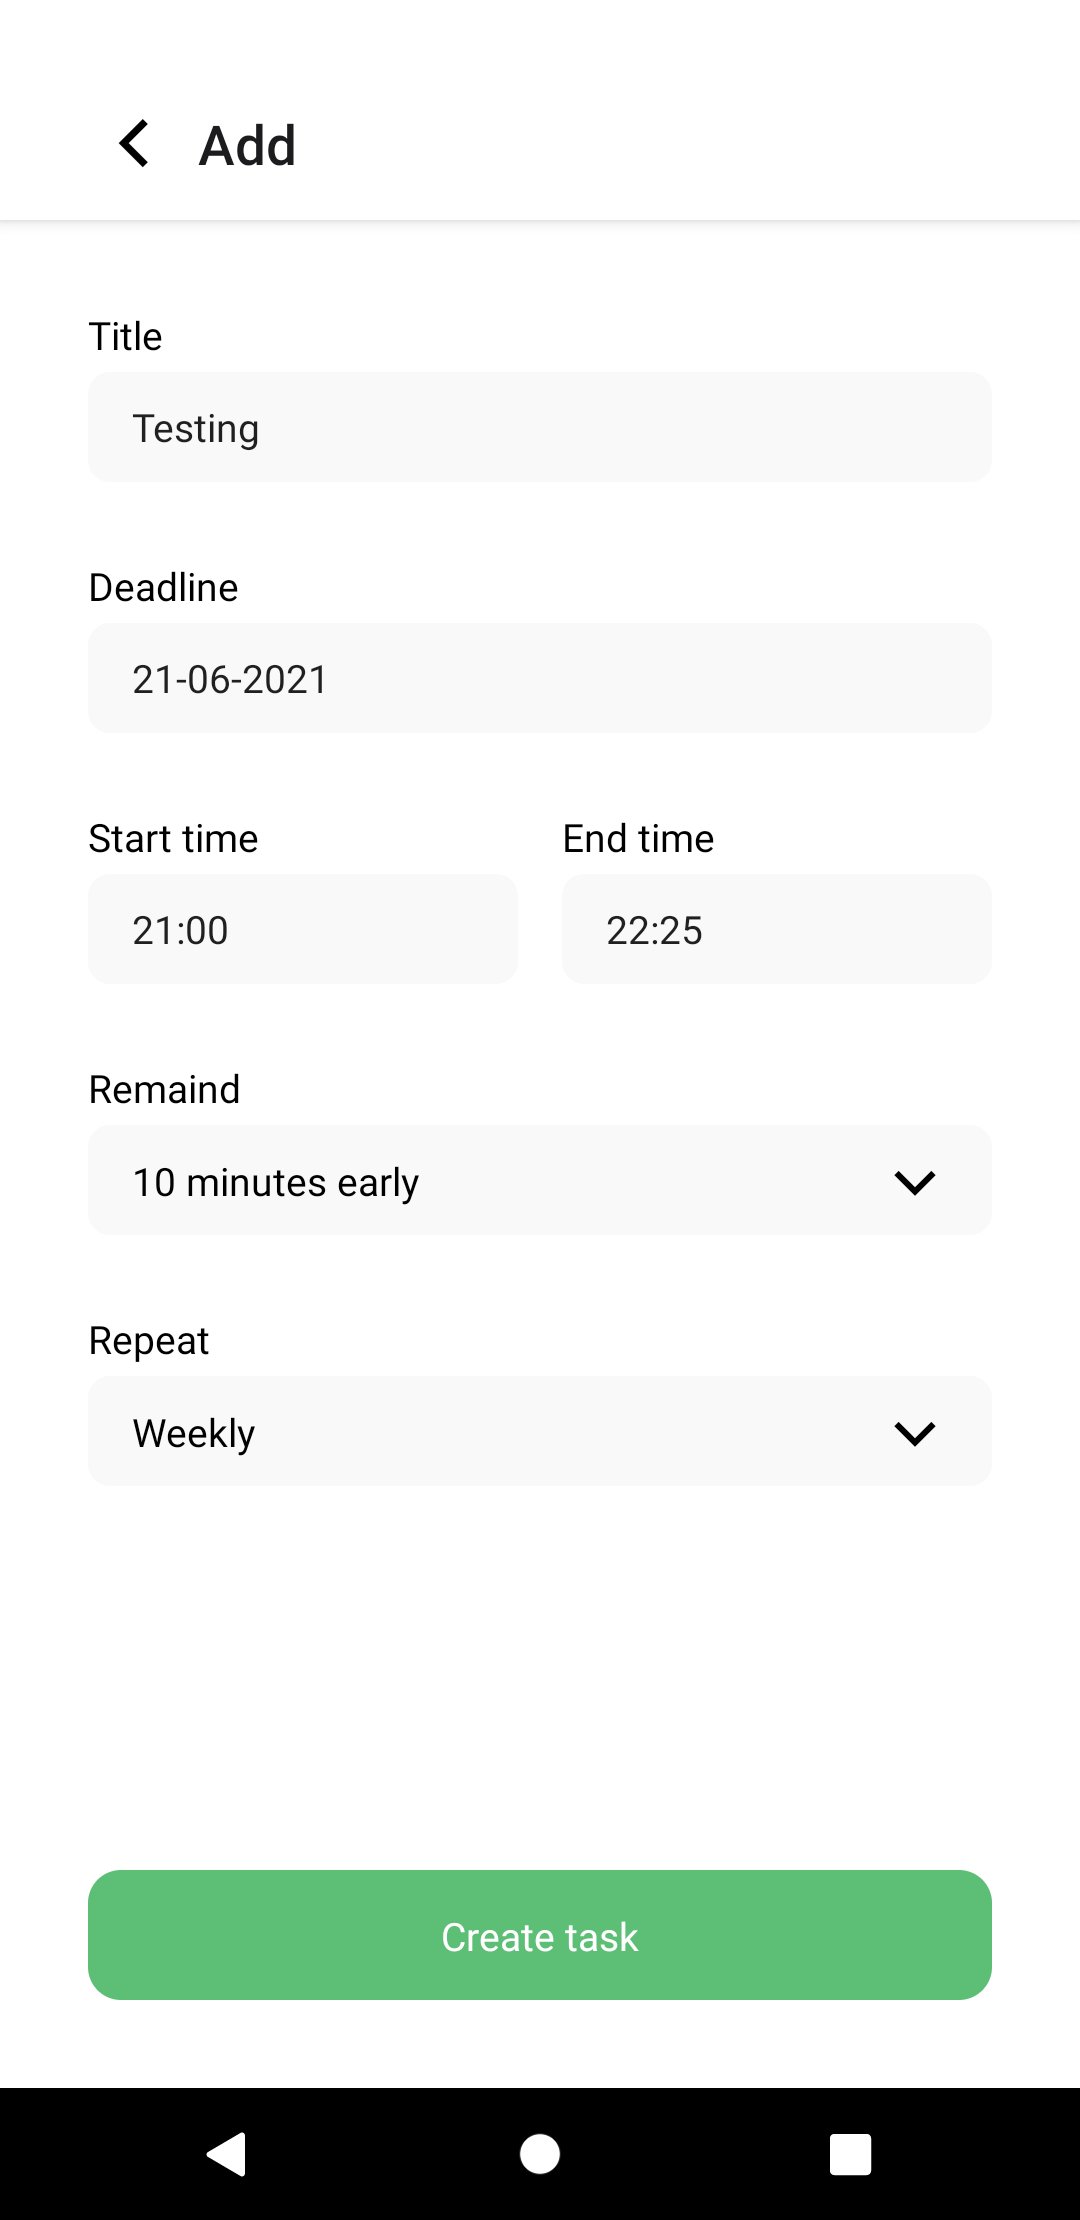 Add
Title
Testing
Deadline
21-06-2021
Start time
End time
21:00
22:25
Remaind
10 minutes early
Repeat
Weekly
Create task